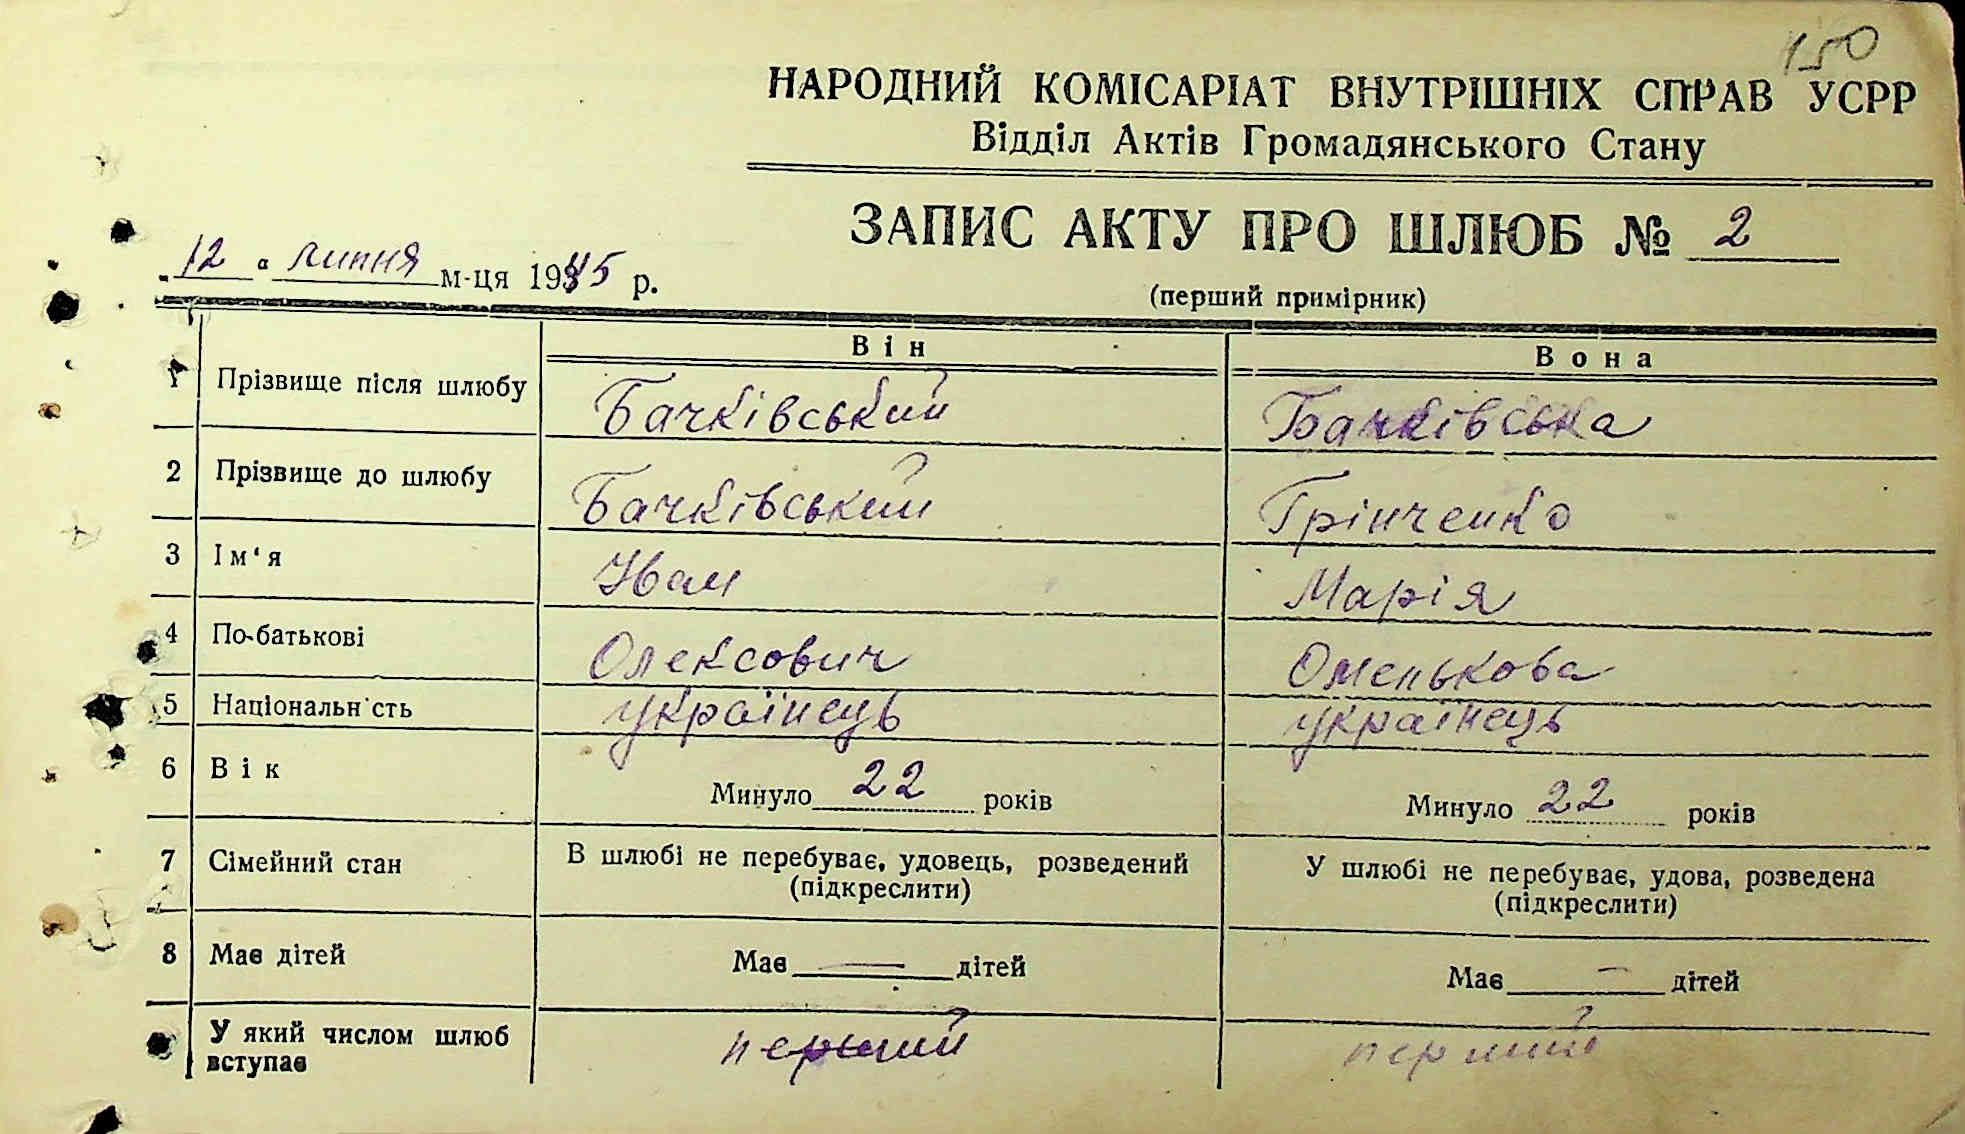 150
НАРОДНИЙ КОМІСАРІАТ ВНУТРІШНІХ СПРАВ УСРР
Відділ Актів Громадянського Стану
ЗАПИС АКТУ ПРО ШЛЮБ № 2
12 " липня м-ця 1945 р.
(перший примірник)
Він Вона
1 Прізвище після шлюбу Бачківський Бачківська
2 Прізвище до шлюбу Бачківський Грінченко
3 Ім'я Іван Марія
4 По-батькові Олексович Оменькова
5 Національність українець українець
6 Вік Минуло 22 років Минуло 22 років
7 Сімейний стан В шлюбі не перебуває, удовець, розведений У шлюбі не перебуває, удова, розведена
(підкреслити) (підкреслити)
8 Має дітей Має — дітей Має — дітей
У який числом шлюб вступає перший перший